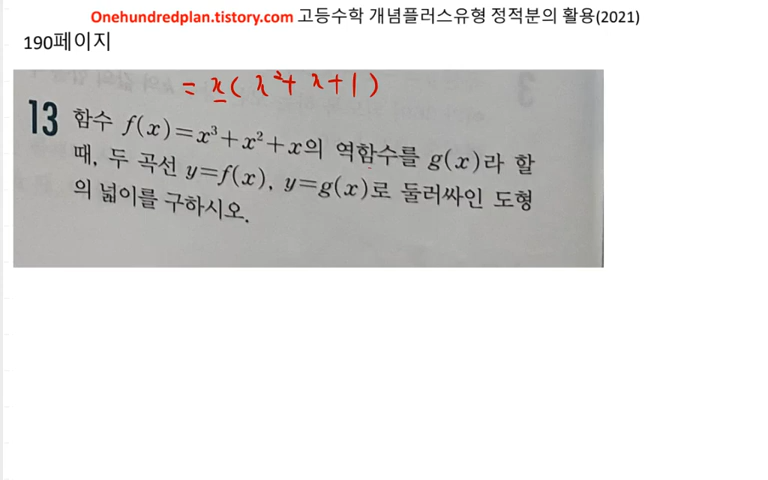 Onehundredplan.tistory.com 고등수학 개념플러스유형 정적분의 활용(2021)
190페이지
= x(x²+x+1)
13 함수 f(x)=x³+x²+x의 역함수를 g(x)라 할
때, 두 곡선 y=f(x), y=g(x)로 둘러싸인 도형
의 넓이를 구하시오.